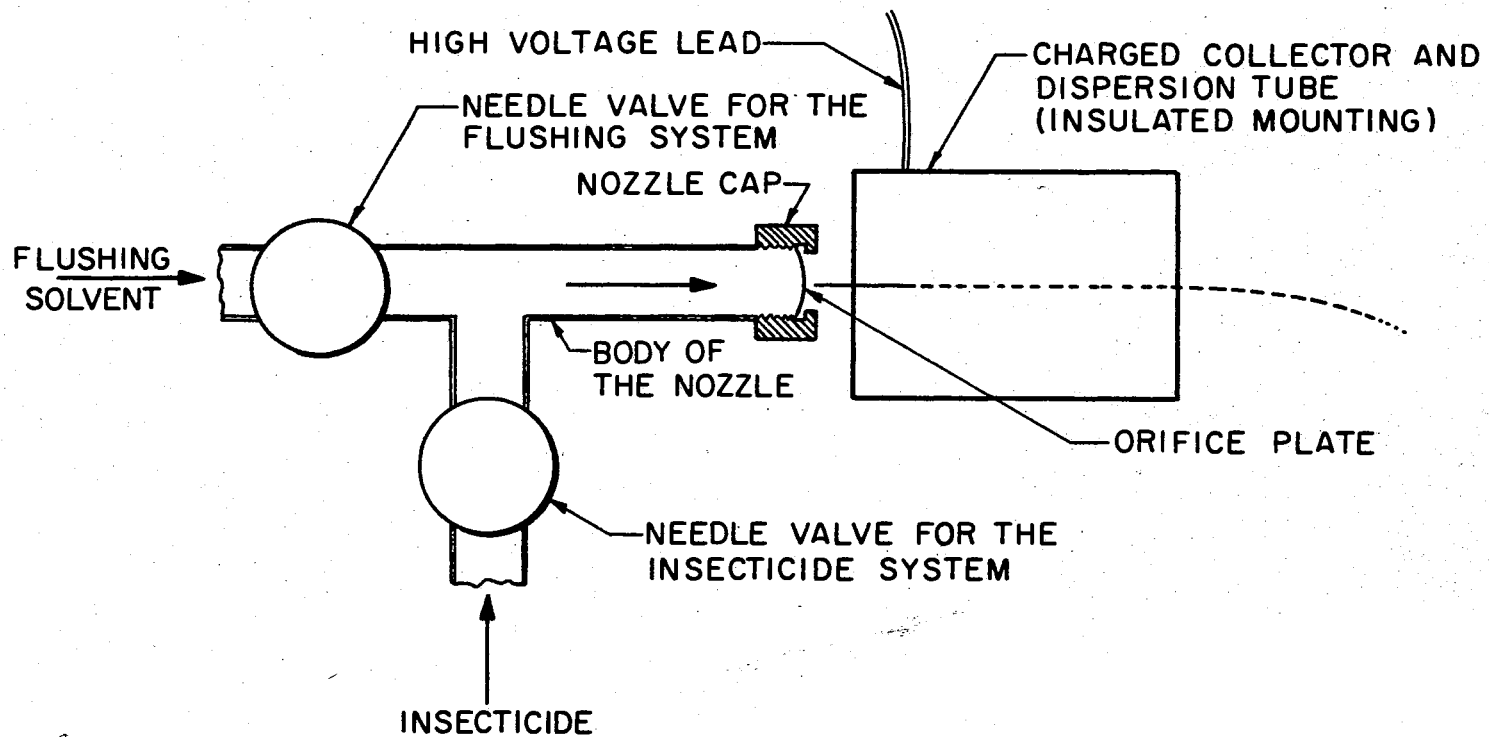 HIGH VOLTAGE LEAD
CHARGED COLLECTOR AND
DISPERSION TUBE
(INSULATED MOUNTING)
NEEDLE VALVE FOR THE
FLUSHING SYSTEM
NOZZLE CAP
FLUSHING
SOLVENT
BODY OF
THE NOZZLE
ORIFICE PLATE
NEEDLE VALVE FOR THE
INSECTICIDE SYSTEM
INSECTICIDE